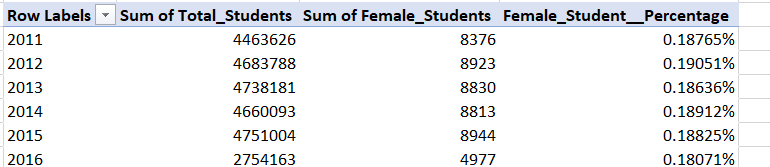 Row Labels Sum of Total_Students Sum of Female_Students Female_Student__Percentage
2011 4463626 8376 0.18765%
2012 4683788 8923 0.19051%
2013 4738181 8830 0.18636%
2014 4660093 8813 0.18912%
2015 4751004 8944 0.18825%
2016 2754163 4977 0.18071%